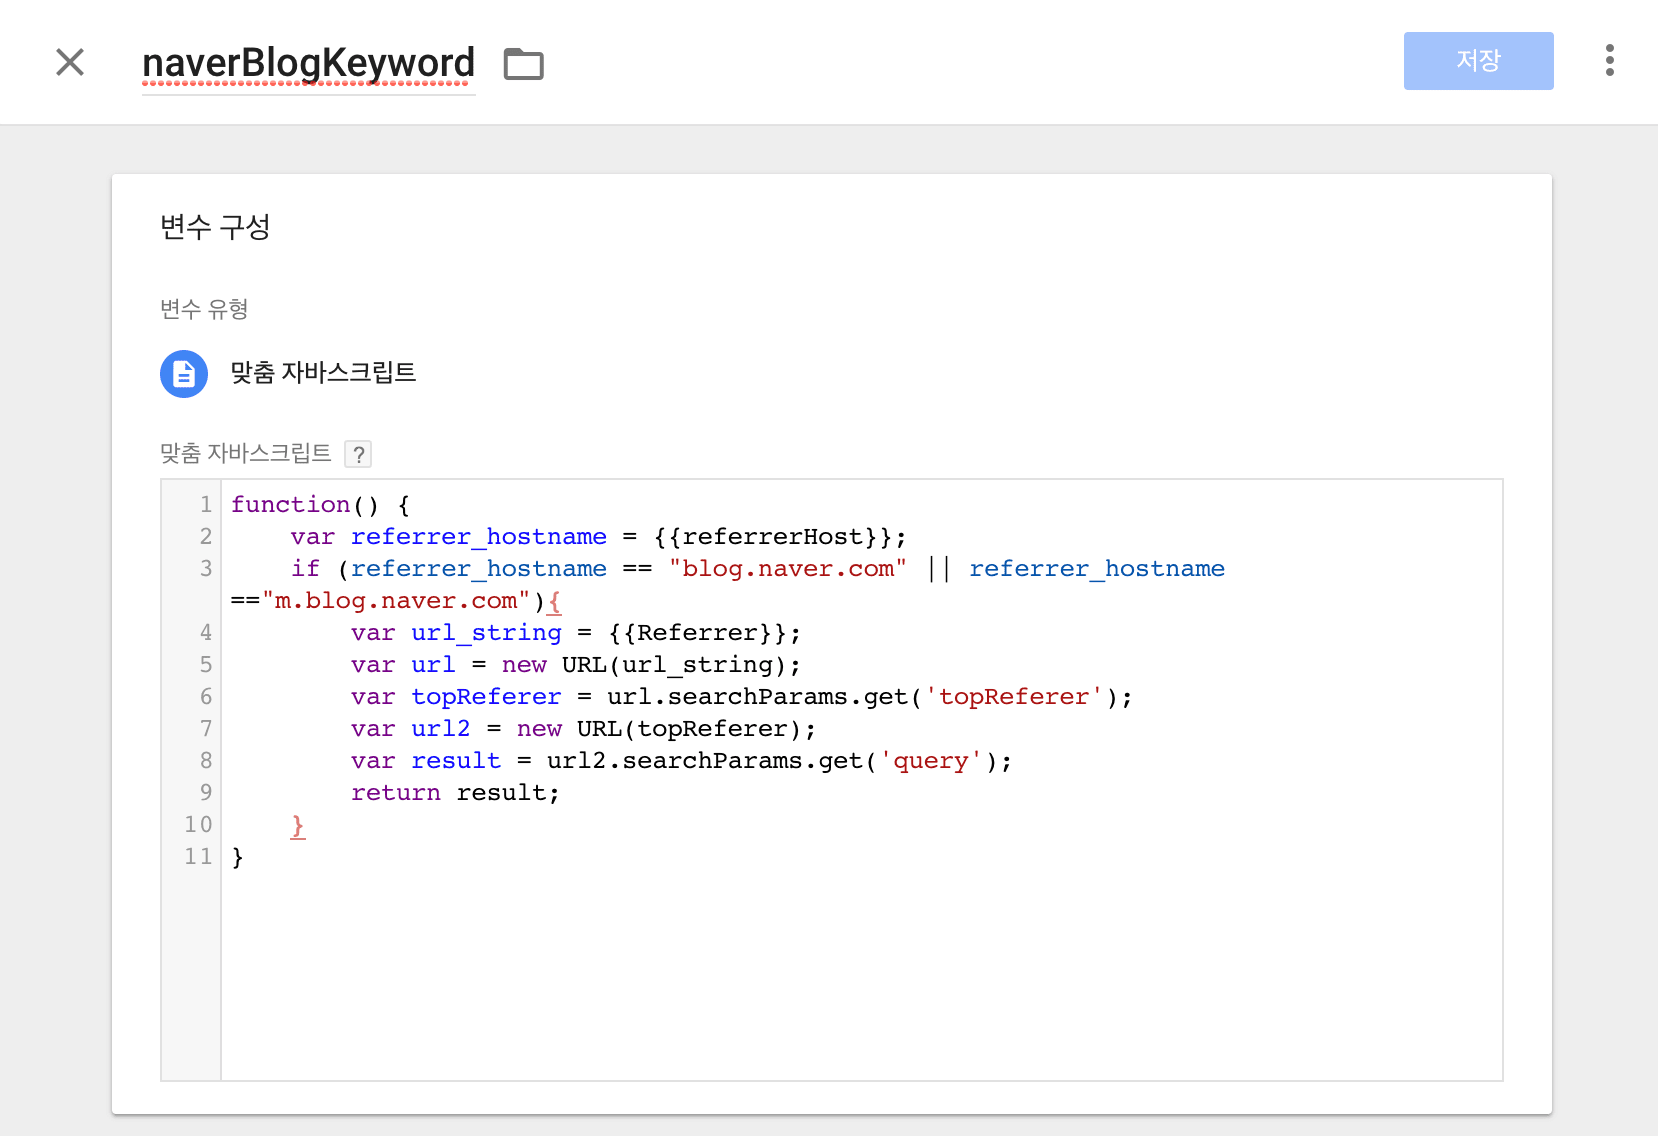 naverBlogKeyword
저장
변수 구성
변수 유형
맞춤 자바스크립트
맞춤 자바스크립트 ?
1 function() {
2     var referrer_hostname = {{referrerHost}};
3     if (referrer_hostname == "blog.naver.com" || referrer_hostname
=="m.blog.naver.com"){
4         var url_string = {{Referrer}};
5         var url = new URL(url_string);
6         var topReferer = url.searchParams.get('topReferer');
7         var url2 = new URL(topReferer);
8         var result = url2.searchParams.get('query');
9         return result;
10     }
11 }